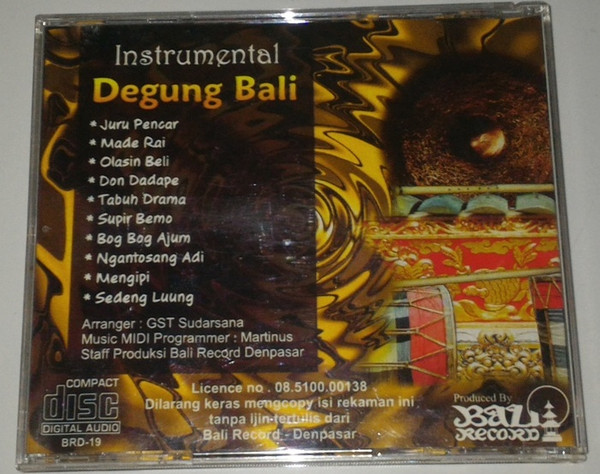 Instrumental
Degung Bali
* Juru Pencar
* Made Rai
* Olasin Beli
* Don Dadape
* Tabuh Drama
* Supir Bemo
* Bog Bog Ajum
* Ngantosang Adi
* Mengipi
* Sedeng Luung
Arranger : GST Sudarsana
Music MIDI Programmer : Martinus
Staff Produksi Bali Record Denpasar
COMPACT
disc
DIGITAL AUDIO
BRD-19
Licence no . 08.5100.00138
Dilarang keras mengcopy isi rekaman ini
tanpa ijin tertulis dari
Bali Record - Denpasar
Produced By
BALI
RECORD